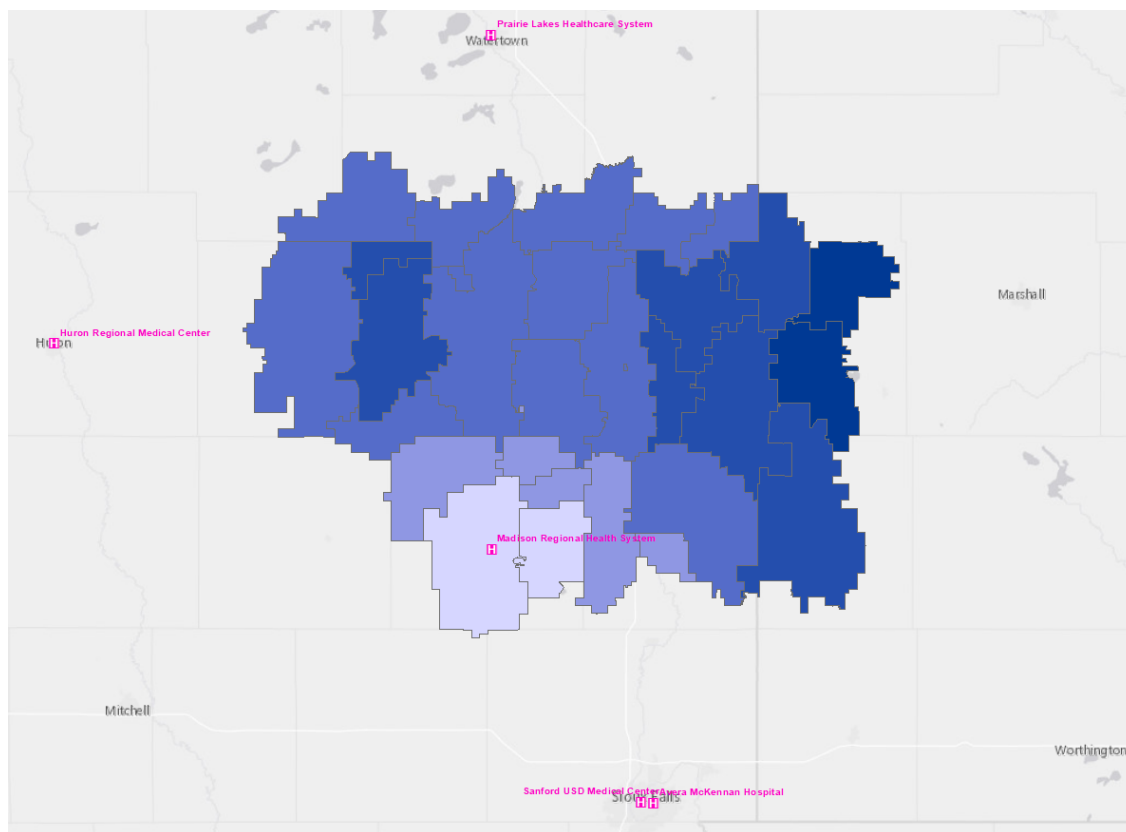 Prairie Lakes Healthcare System
H
Watertown
Marshall
Huron Regional Medical Center
H
Huron
Madison Regional Health System
H
Mitchell
Worthington
Sanford USD Medical Center
Avera McKennan Hospital
Sioux Falls
H H